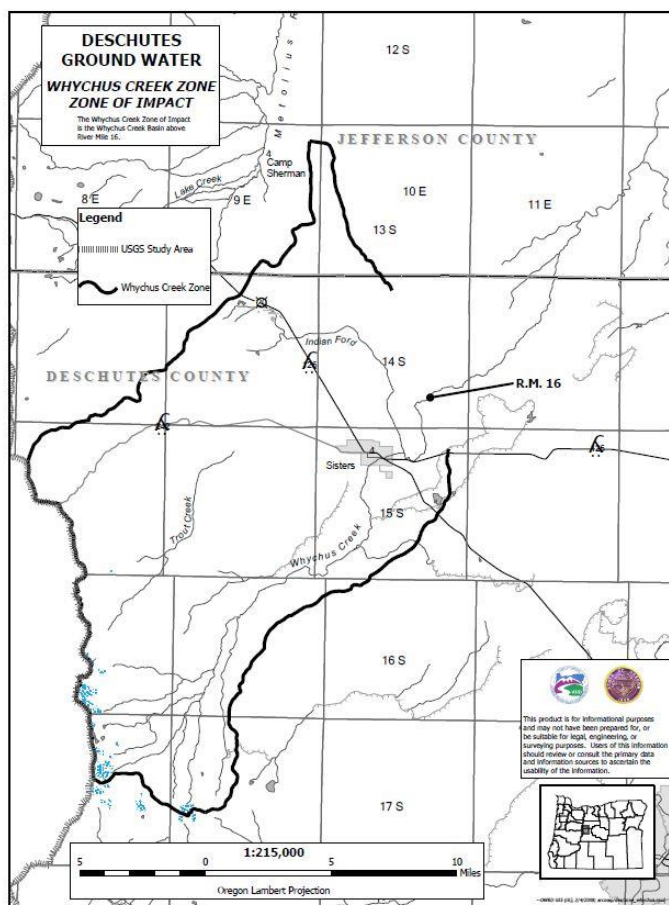 DESCHUTES
GROUND WATER
WHYCHUS CREEK ZONE
ZONE OF IMPACT
The Whychus Creek Zone of Impact
is the Whychus Creek Basin above
River Mile 16.
Metolius R
12 S
JEFFERSON COUNTY
4
Camp
Sherman
Lake Creek
8 E
9 E
10 E
11 E
13 S
Legend
USGS Study Area
Whychus Creek Zone
Indian Ford
14 S
DESCHUTES COUNTY
R.M. 16
Sisters
15 S
Trout Creek
Whychus Creek
16 S
This product is for informational purposes
and may not have been prepared for, or
be suitable for legal, engineering, or
surveying purposes. Users of this information
should review or consult the primary data
and information sources to ascertain the
usability of the information.
17 S
1:215,000
5
0
5
10
Miles
Oregon Lambert Projection